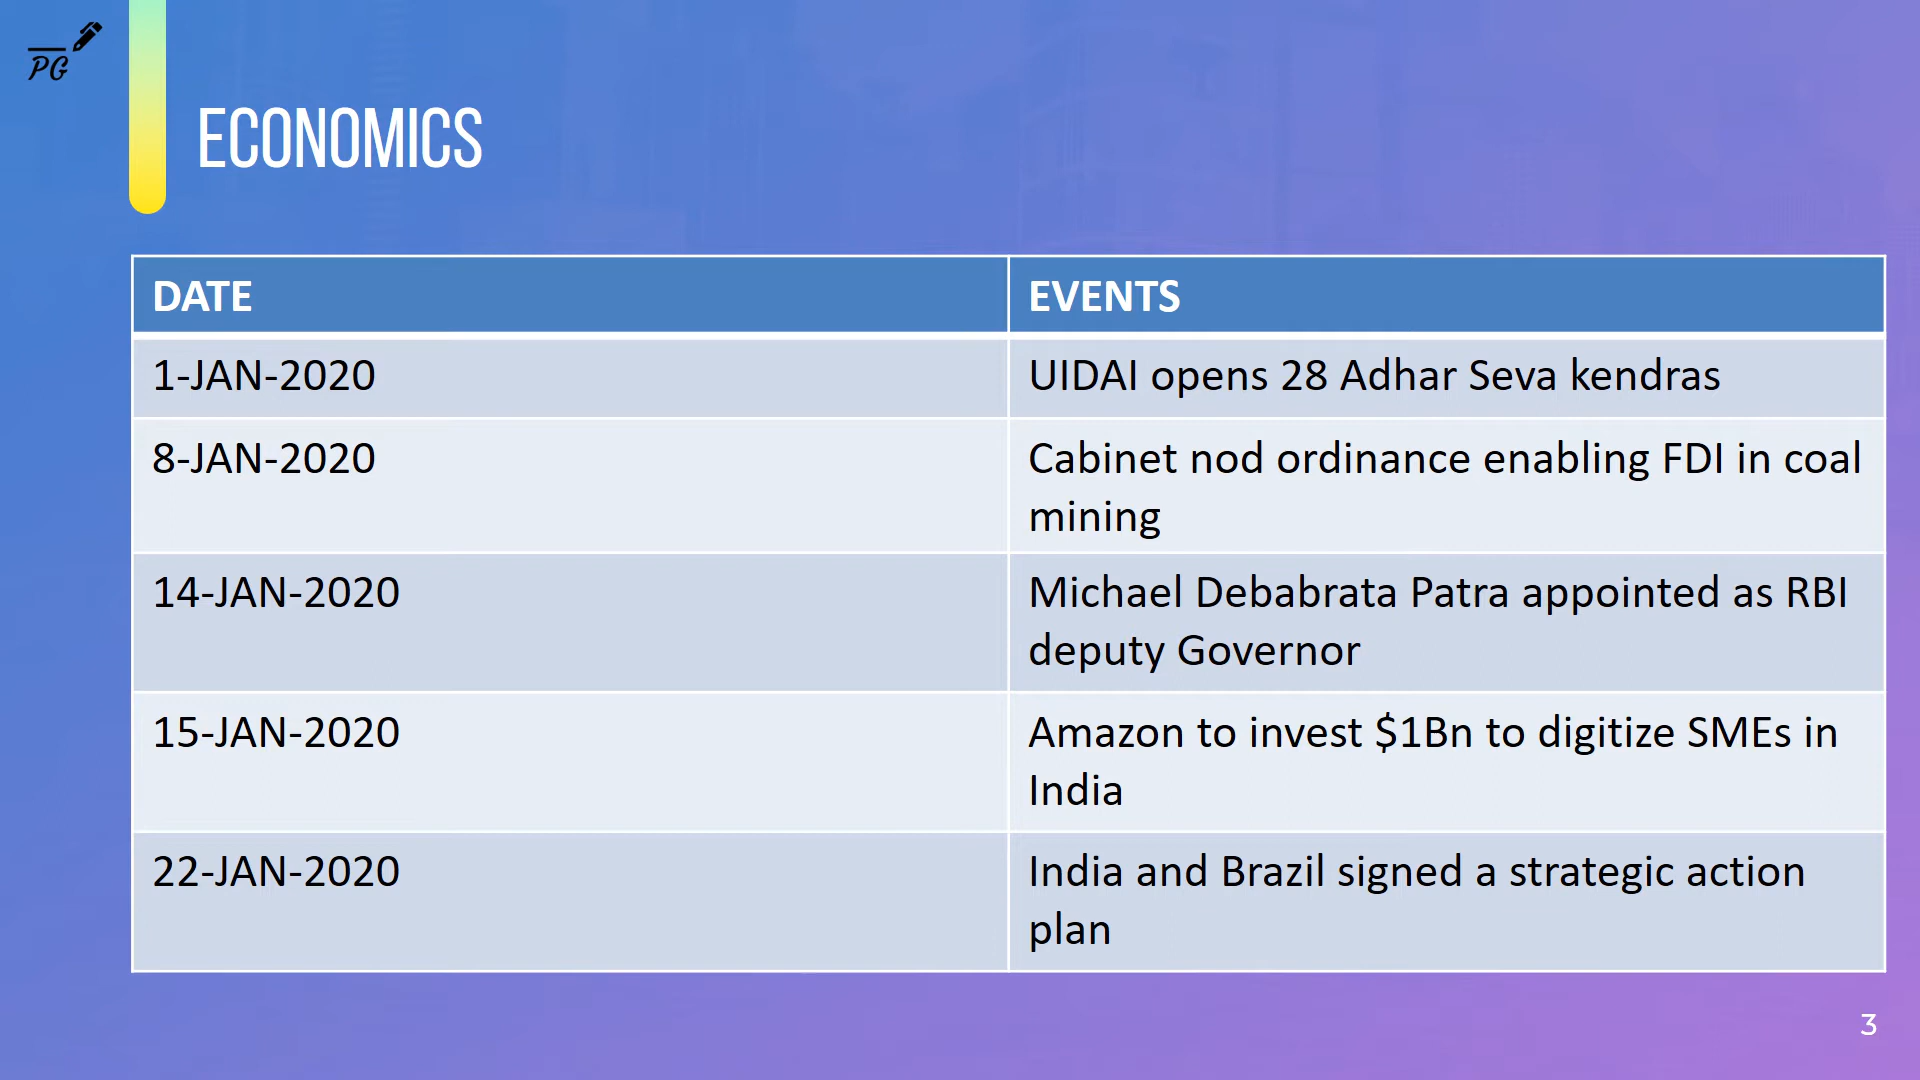 PG
ECONOMICS
DATE
EVENTS
1-JAN-2020
UIDAI opens 28 Adhar Seva kendras
8-JAN-2020
Cabinet nod ordinance enabling FDI in coal
mining
14-JAN-2020
Michael Debabrata Patra appointed as RBI
deputy Governor
15-JAN-2020
Amazon to invest $1Bn to digitize SMEs in
India
22-JAN-2020
India and Brazil signed a strategic action
plan
3